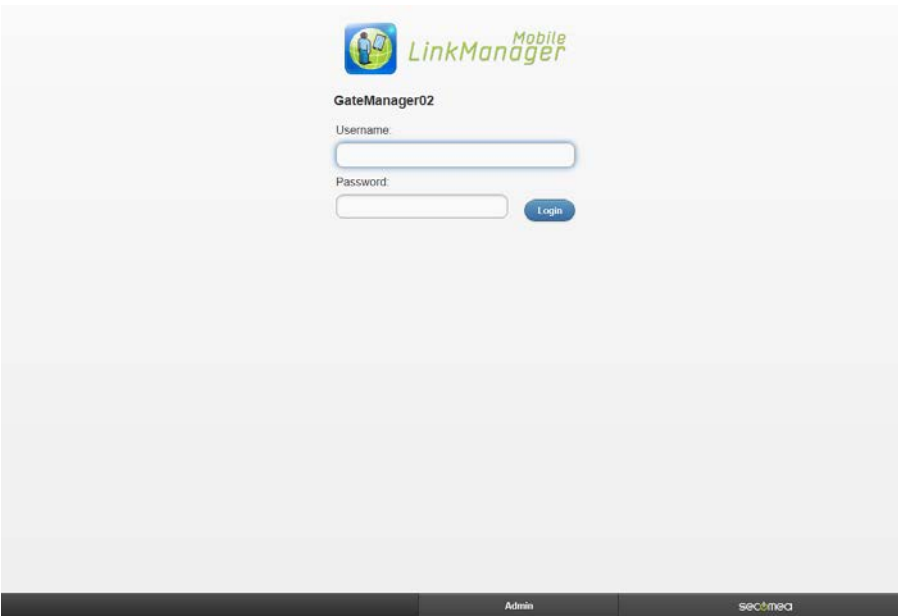 LinkManager Mobile
GateManager02
Username:
Password:
Login
Admin
secomea